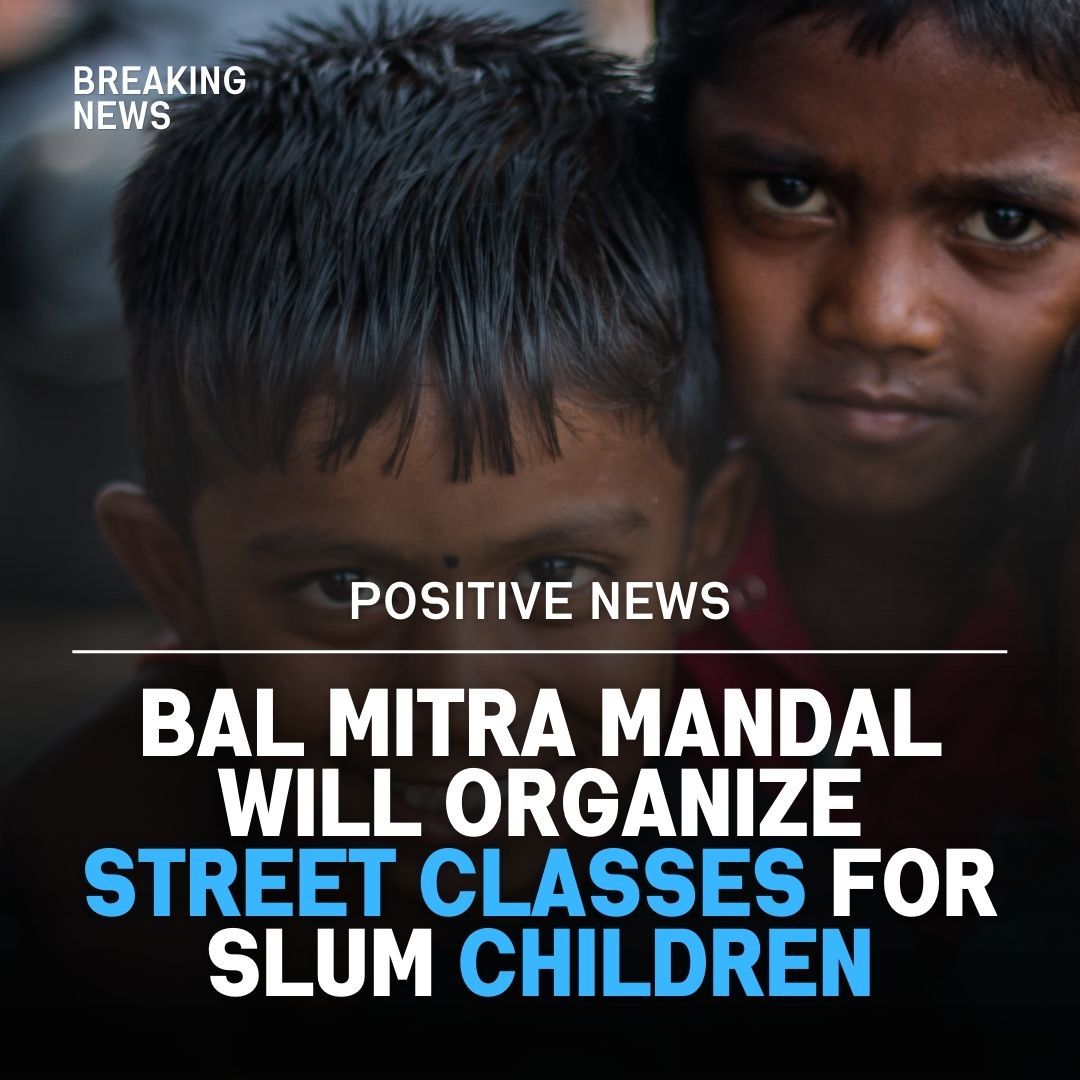 BREAKING
NEWS
POSITIVE NEWS
BAL MITRA MANDAL
WILL ORGANIZE
STREET CLASSES FOR
SLUM CHILDREN